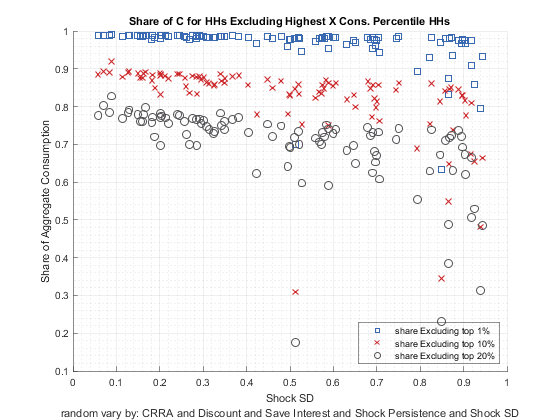 Share of C for HHs Excluding Highest X Cons. Percentile HHs
1
0.9
0.8
0.7
0.6
0.5
0.4
0.3
0.2
0.1
Share of Aggregate Consumption
share Excluding top 1%
share Excluding top 10%
share Excluding top 20%
0 0.1 0.2 0.3 0.4 0.5 0.6 0.7 0.8 0.9 1
Shock SD
random vary by: CRRA and Discount and Save Interest and Shock Persistence and Shock SD